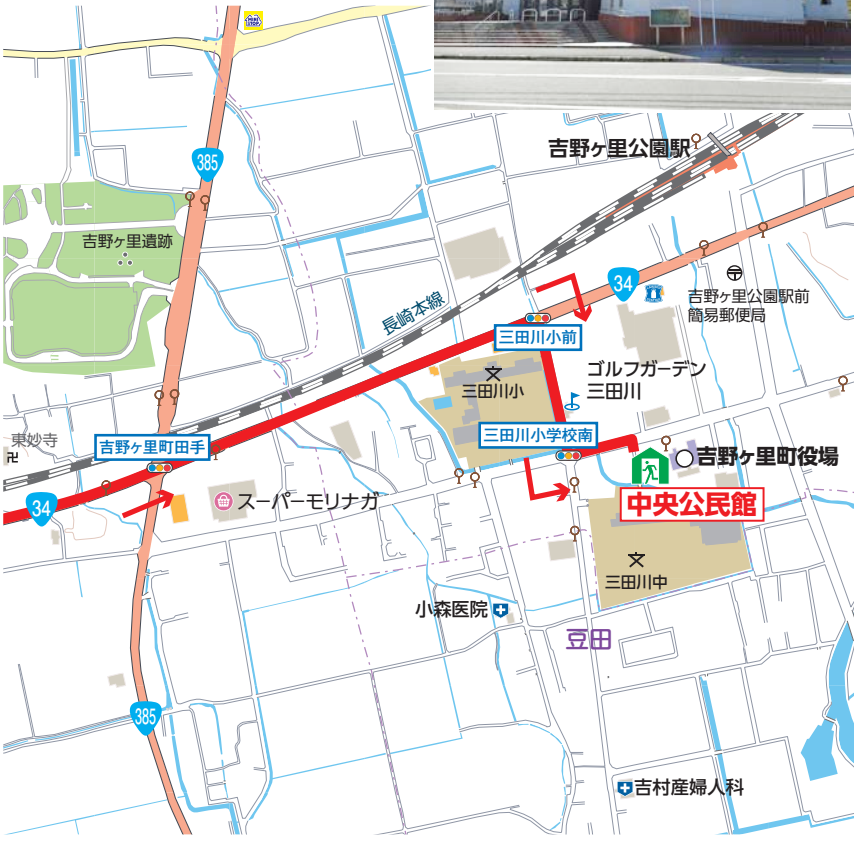 MINI
STOP
385
吉野ヶ里公園駅
吉野ヶ里遺跡
34
吉野ヶ里公園駅前
簡易郵便局
長崎本線
三田川小前
ゴルフガーデン
三田川
三田川小
東妙寺
吉野ヶ里町田手
三田川小学校南
吉野ヶ里町役場
34
スーパーモリナガ
中央公民館
三田川中
小森医院
豆田
385
吉村産婦人科